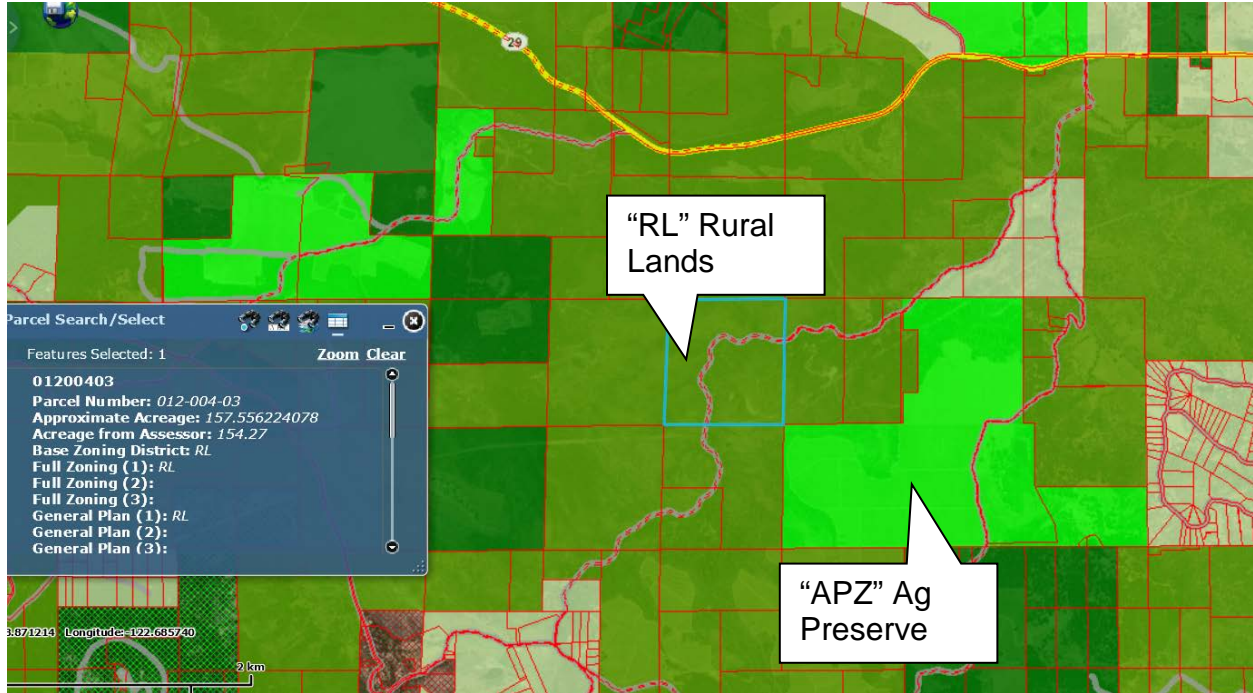 29
“RL” Rural
Lands
Parcel Search/Select
Features Selected: 1
Zoom Clear
01200403
Parcel Number: 012-004-03
Approximate Acreage: 157.556224078
Acreage from Assessor: 154.27
Base Zoning District: RL
Full Zoning (1): RL
Full Zoning (2):
Full Zoning (3):
General Plan (1): RL
General Plan (2):
General Plan (3):
“APZ” Ag
Preserve
8.871214 Longitude: -122.685740
2 km